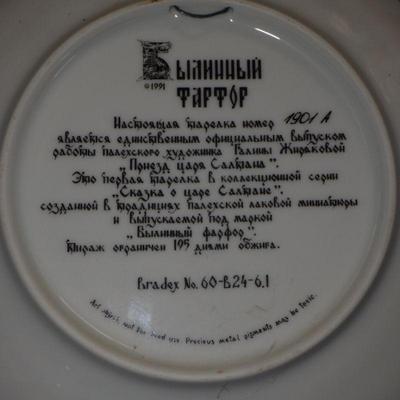 Былинный
©1991
ФАРФОР
Настоящая тарелка номер 1901 А
является единственным официальным выпуском
работы палехского художника Галины Жиряковой
„Приезд царя Салтана".
Это первая тарелка в коллекционной серии
„Сказка о царе Салтане".
созданной в традициях палехской лаковой миниатюры
и выпускаемой под маркой
„Былинный фарфор".
Тираж ограничен 195 днями обжига.
Bradex No. 60-B24-6.1
Art object, not for food use. Precious metal pigments may be toxic.